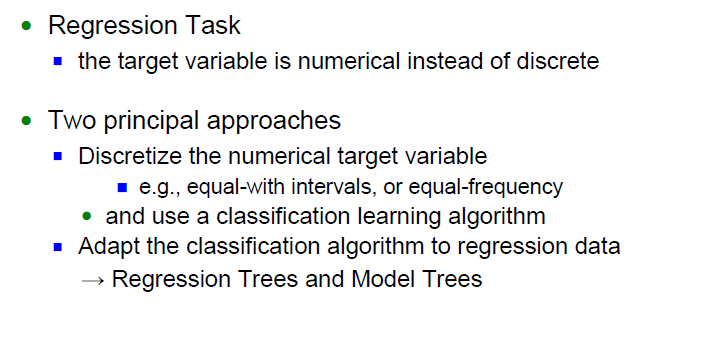 Regression Task
the target variable is numerical instead of discrete
Two principal approaches
Discretize the numerical target variable
e.g., equal-with intervals, or equal-frequency
and use a classification learning algorithm
Adapt the classification algorithm to regression data
→ Regression Trees and Model Trees